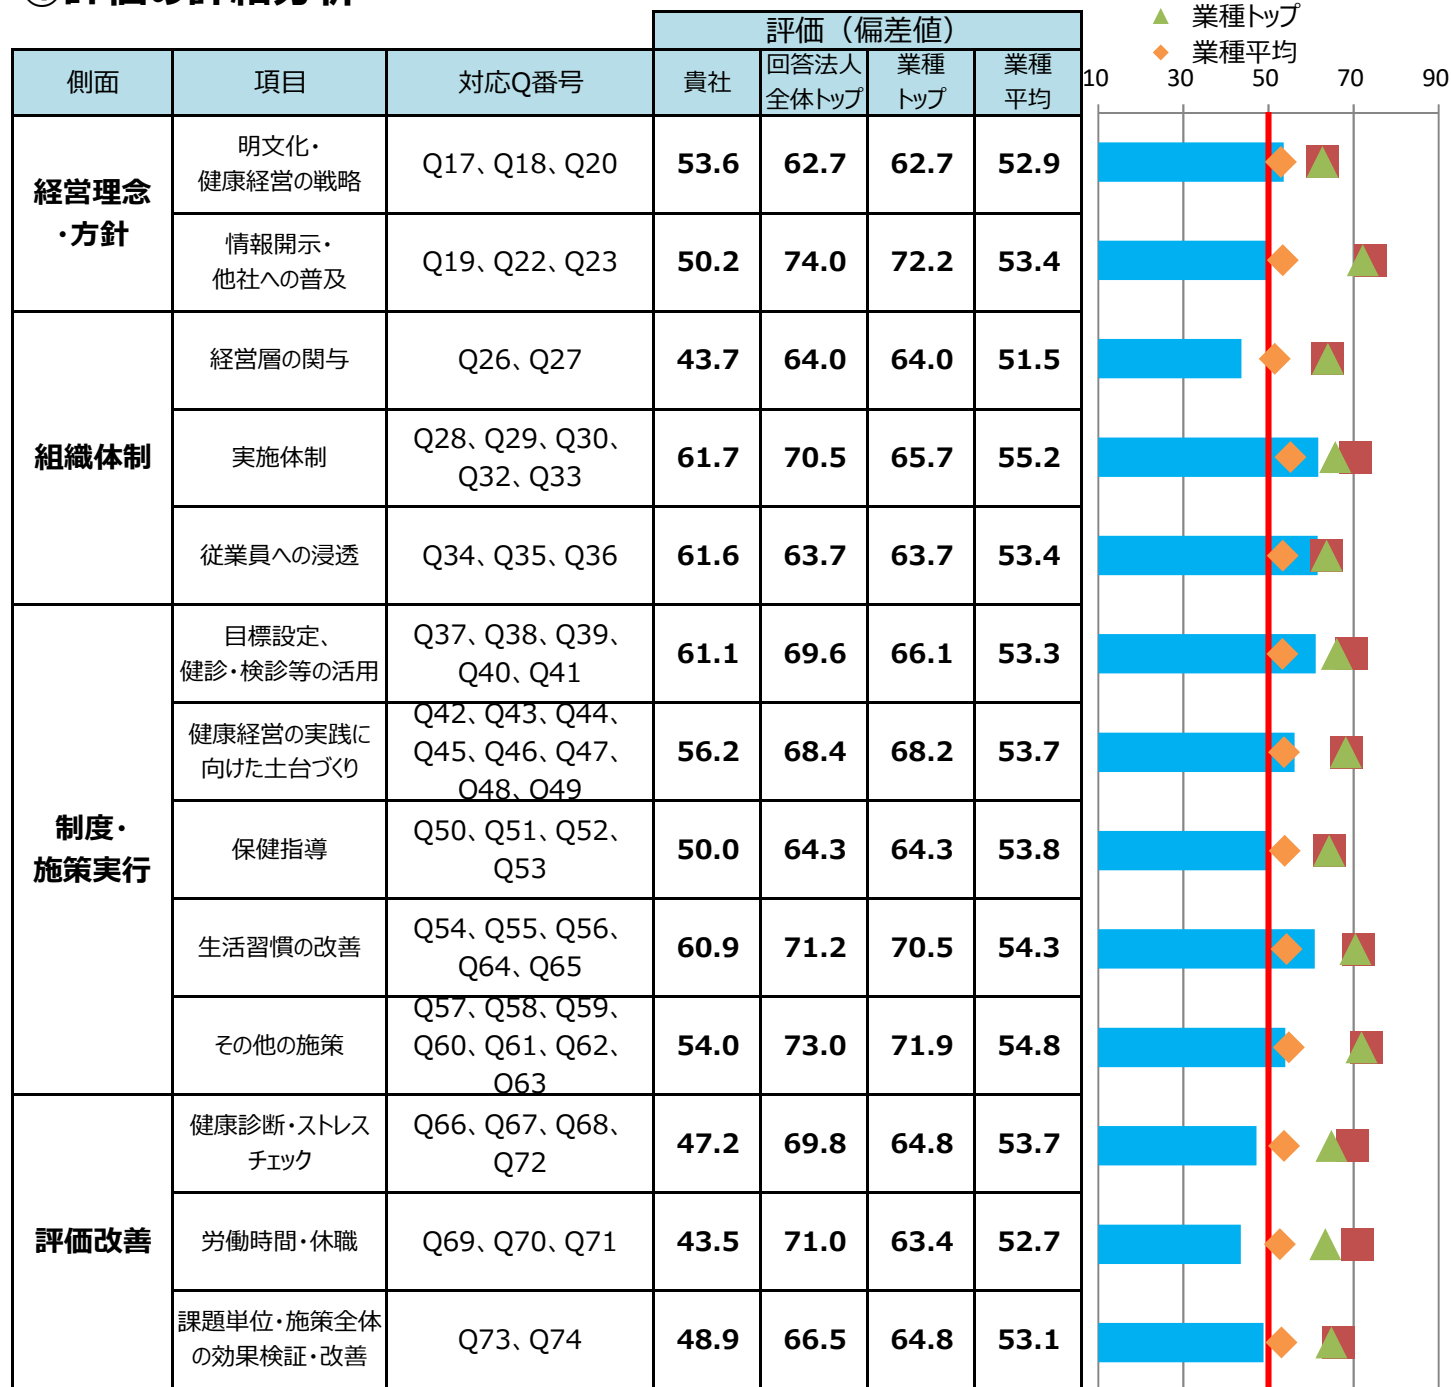 ③評価の詳細分析
▲ 業種トップ
◆ 業種平均
10 30 50 70 90
評価（偏差値）
側面 項目 対応Q番号 貴社 回答法人 業種 業種
全体トップ トップ 平均
経営理念
・方針
明文化・
健康経営の戦略
Q17、Q18、Q20 53.6 62.7 62.7 52.9
情報開示・
他社への普及
Q19、Q22、Q23 50.2 74.0 72.2 53.4
組織体制
経営層の関与 Q26、Q27 43.7 64.0 64.0 51.5
実施体制
Q28、Q29、Q30、
Q32、Q33
61.7 70.5 65.7 55.2
従業員への浸透 Q34、Q35、Q36 61.6 63.7 63.7 53.4
制度・
施策実行
目標設定、
健診・検診等の活用
Q37、Q38、Q39、
Q40、Q41
61.1 69.6 66.1 53.3
健康経営の実践に
向けた土台づくり
Q42、Q43、Q44、
Q45、Q46、Q47、
Q48、Q49
56.2 68.4 68.2 53.7
保健指導
Q50、Q51、Q52、
Q53
50.0 64.3 64.3 53.8
生活習慣の改善
Q54、Q55、Q56、
Q64、Q65
60.9 71.2 70.5 54.3
その他の施策
Q57、Q58、Q59、
Q60、Q61、Q62、
Q63
54.0 73.0 71.9 54.8
評価改善
健康診断・ストレス
チェック
Q66、Q67、Q68、
Q72
47.2 69.8 64.8 53.7
労働時間・休職 Q69、Q70、Q71 43.5 71.0 63.4 52.7
課題単位・施策全体
の効果検証・改善
Q73、Q74 48.9 66.5 64.8 53.1